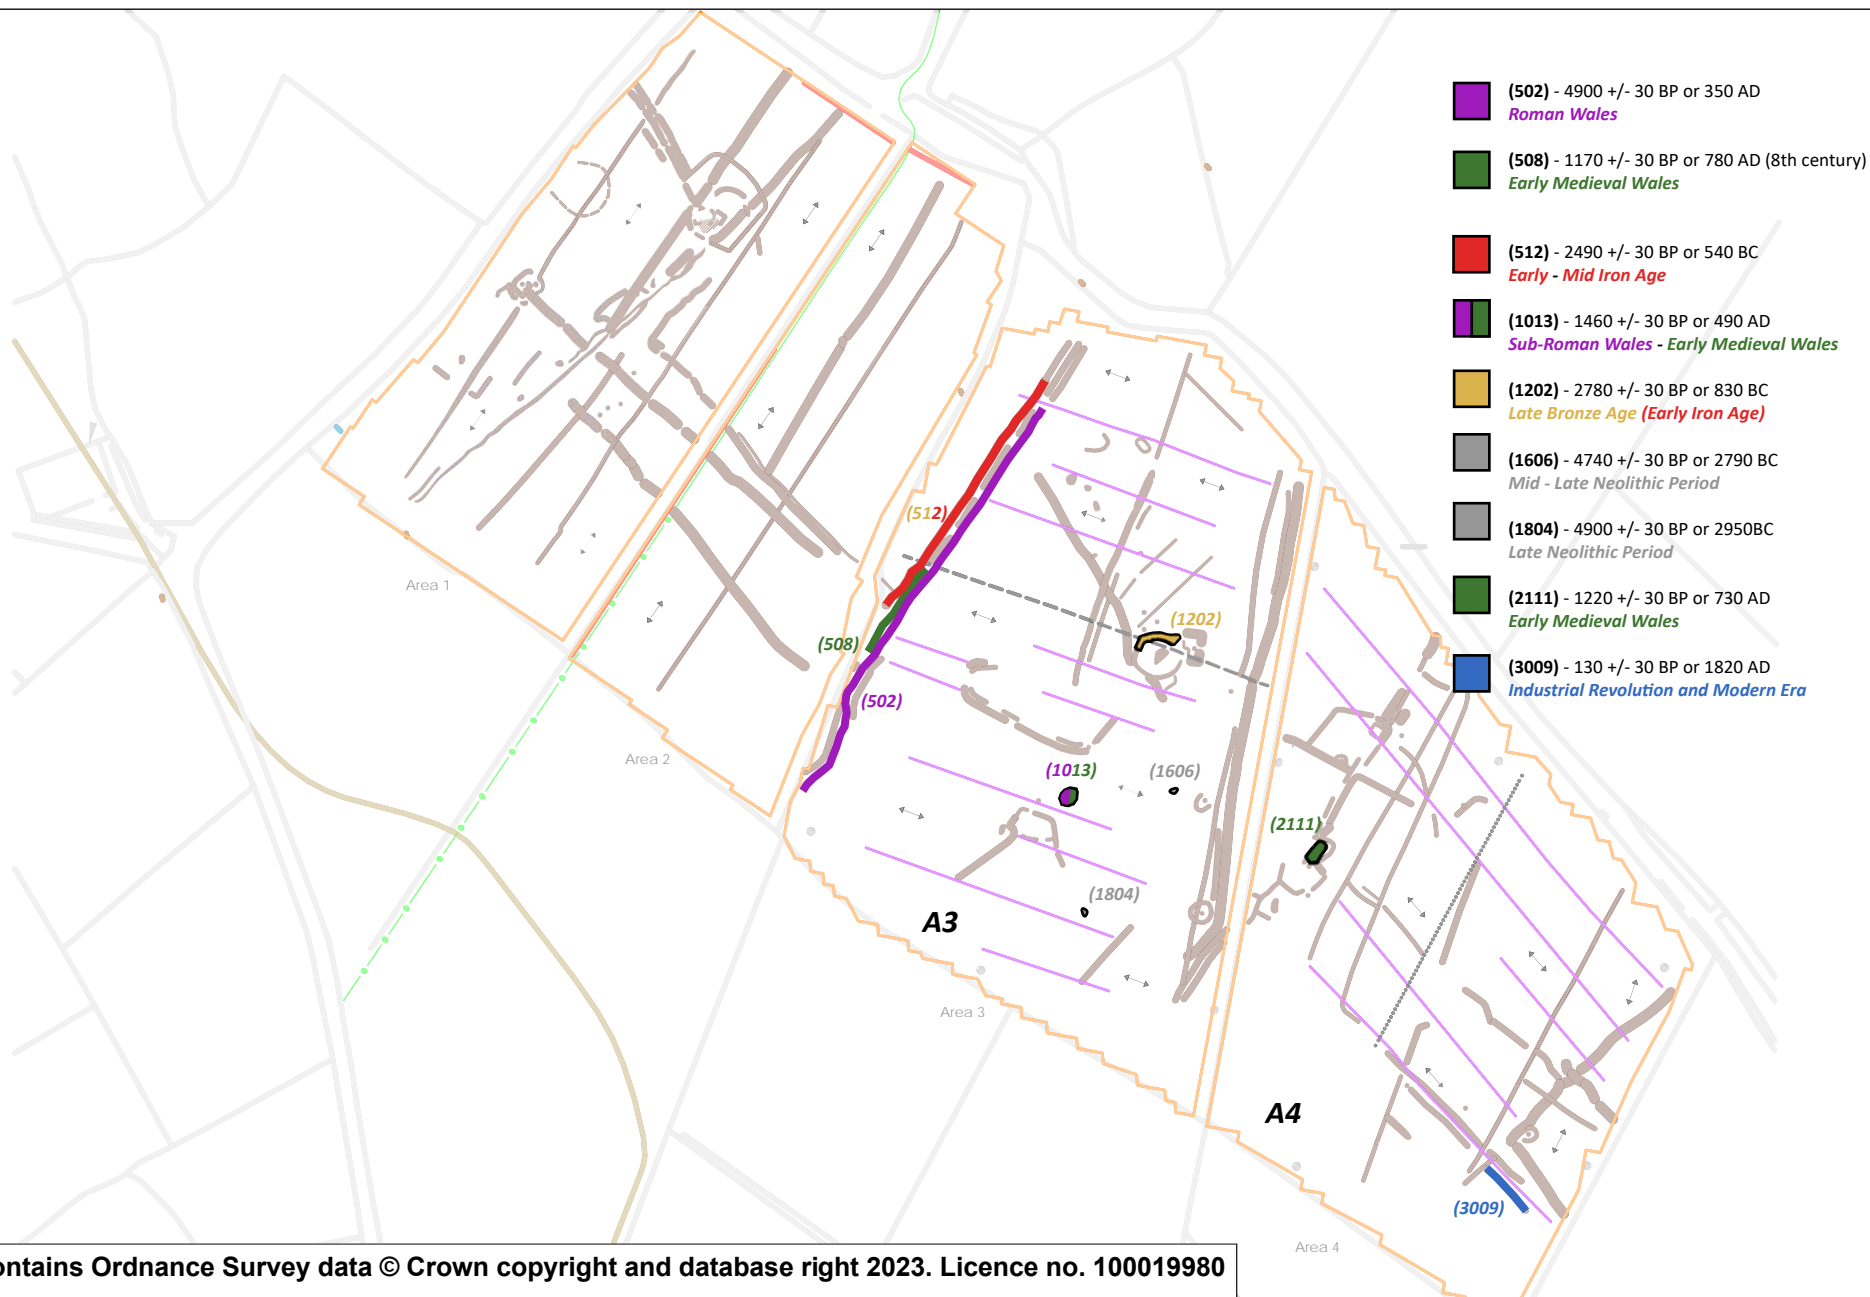 (502) - 4900 +/- 30 BP or 350 AD
Roman Wales
(508) - 1170 +/- 30 BP or 780 AD (8th century)
Early Medieval Wales
(512) - 2490 +/- 30 BP or 540 BC
Early - Mid Iron Age
(1013) - 1460 +/- 30 BP or 490 AD
Sub-Roman Wales - Early Medieval Wales
(1202) - 2780 +/- 30 BP or 830 BC
Late Bronze Age (Early Iron Age)
(1606) - 4740 +/- 30 BP or 2790 BC
Mid - Late Neolithic Period
(1804) - 4900 +/- 30 BP or 2950BC
Late Neolithic Period
(2111) - 1220 +/- 30 BP or 730 AD
Early Medieval Wales
(3009) - 130 +/- 30 BP or 1820 AD
Industrial Revolution and Modern Era
(512)
Area 1
(1202)
(508)
(502)
Area 2
(1013)
(1606)
(2111)
(1804)
A3
Area 3
A4
(3009)
Area 4
ontains Ordnance Survey data © Crown copyright and database right 2023. Licence no. 100019980